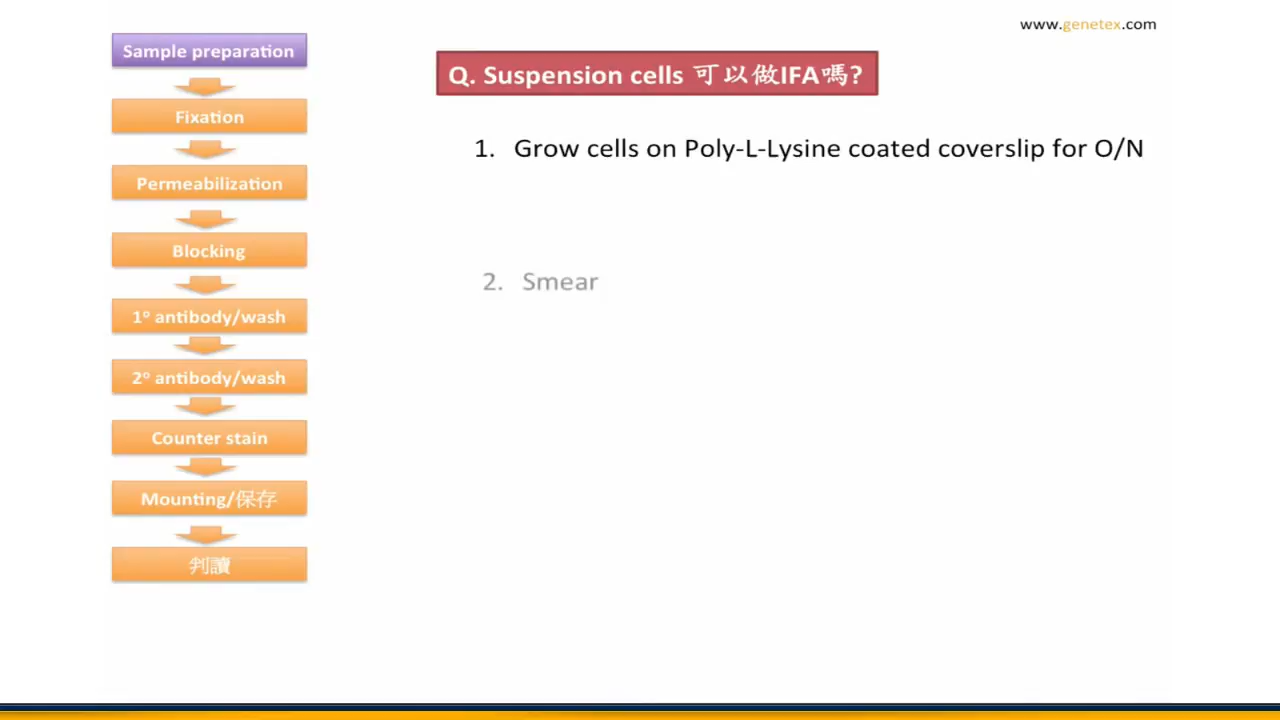 www.genetex.com
Sample preparation
Fixation
Permeabilization
Blocking
1º antibody/wash
2º antibody/wash
Counter stain
Mounting/保存
判讀
Q. Suspension cells 可以做IFA嗎?
1. Grow cells on Poly-L-Lysine coated coverslip for O/N
2. Smear